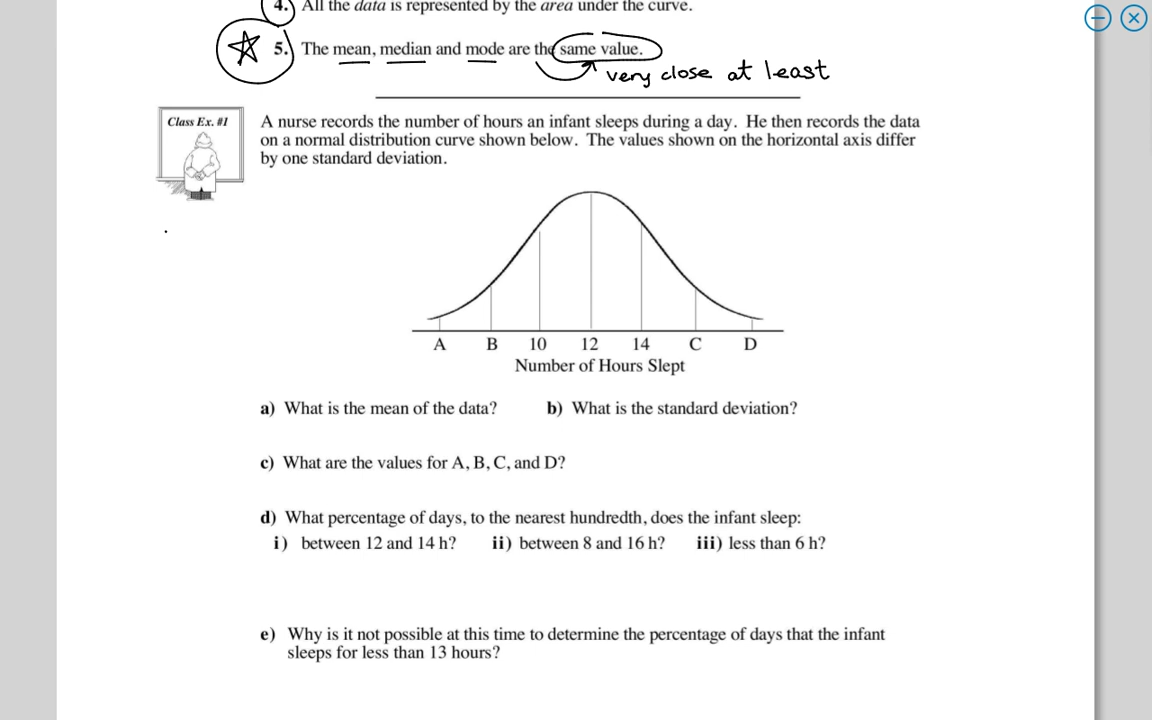 4. All the data is represented by the area under the curve.
5. The mean, median and mode are the same value.
very close at least
Class Ex. #1
A nurse records the number of hours an infant sleeps during a day. He then records the data
on a normal distribution curve shown below. The values shown on the horizontal axis differ
by one standard deviation.
A B 10 12 14 C D
Number of Hours Slept
a) What is the mean of the data? b) What is the standard deviation?
c) What are the values for A, B, C, and D?
d) What percentage of days, to the nearest hundredth, does the infant sleep:
i) between 12 and 14 h? ii) between 8 and 16 h? iii) less than 6 h?
e) Why is it not possible at this time to determine the percentage of days that the infant
sleeps for less than 13 hours?